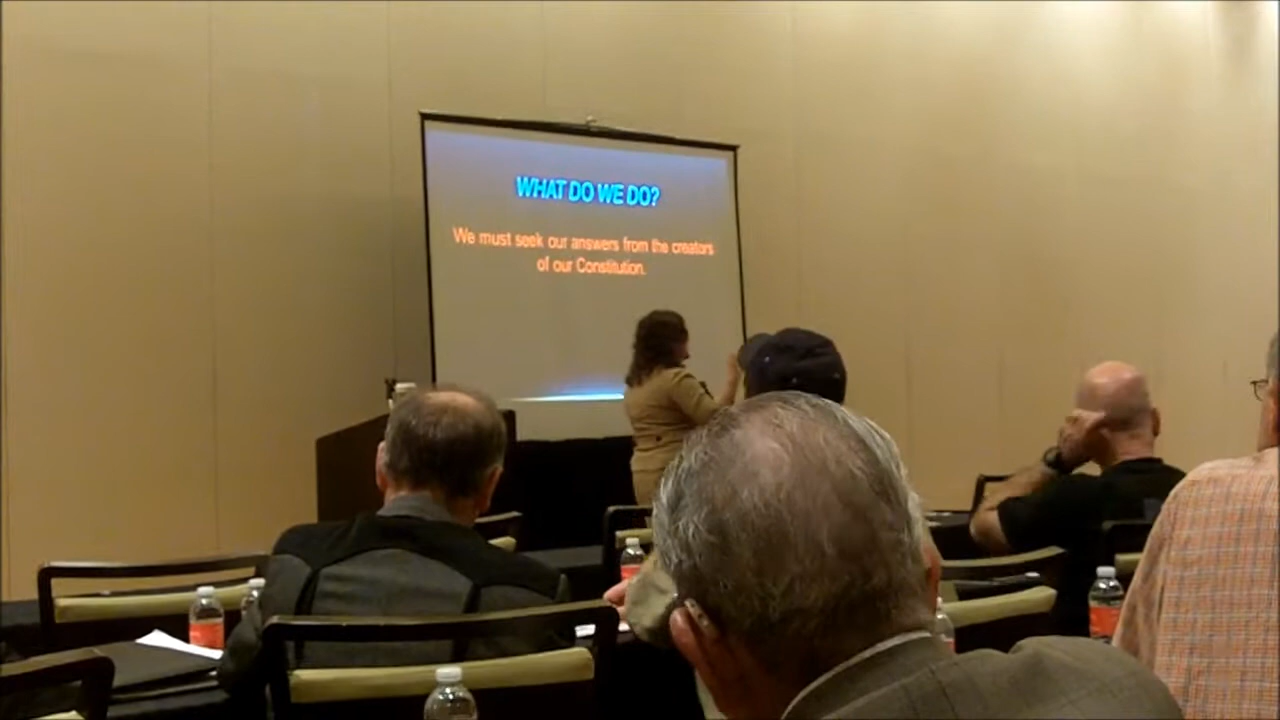 WHAT DO WE DO?
We must seek our answers from the creators
of our Constitution.